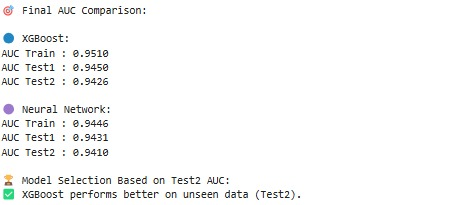 🎯 Final AUC Comparison:
🔵 XGBoost:
AUC Train : 0.9510
AUC Test1 : 0.9450
AUC Test2 : 0.9426
🟣 Neural Network:
AUC Train : 0.9446
AUC Test1 : 0.9431
AUC Test2 : 0.9410
🏆 Model Selection Based on Test2 AUC:
✅ XGBoost performs better on unseen data (Test2).